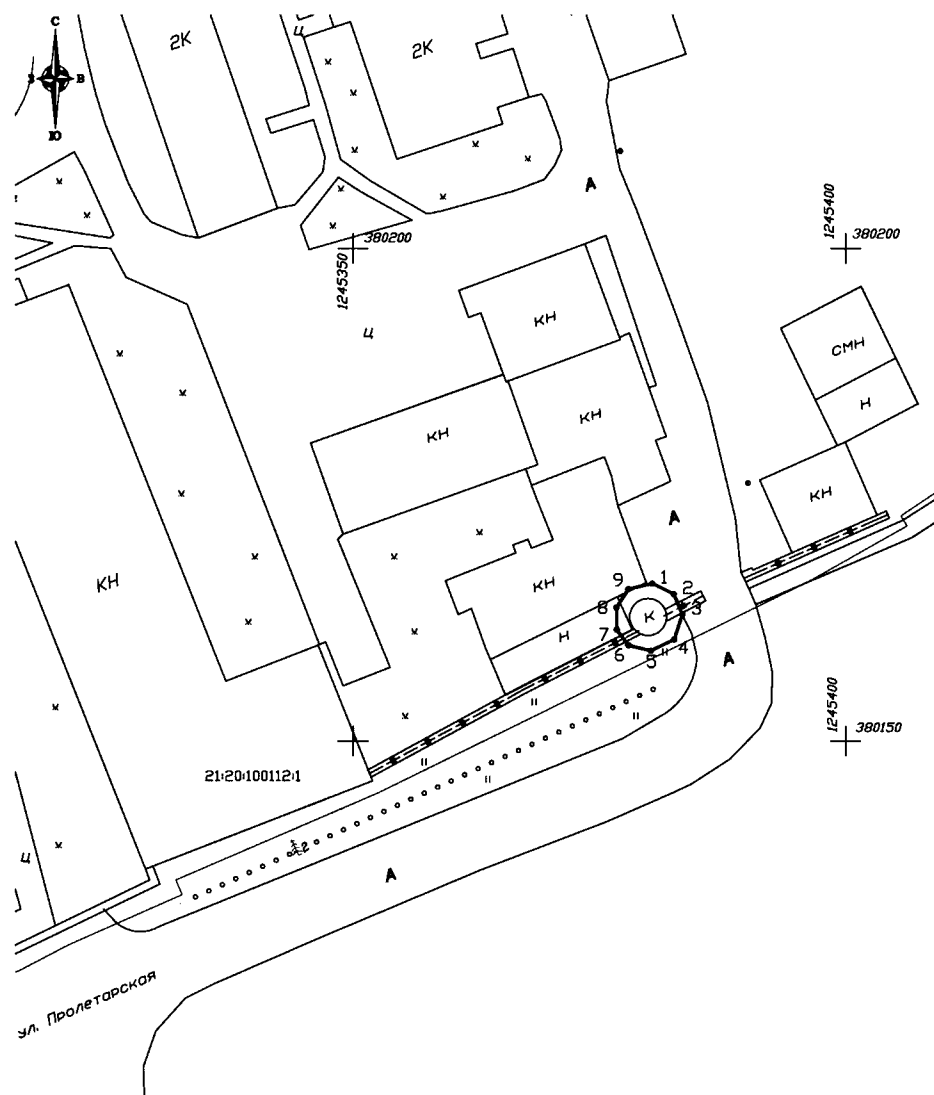 С
З В
Ю
2К
Ц
2К
А
1245400
380200
380200
1245350
КН
СМН
Ц
Н
КН
КН
КН
А
КН
КН
9 1
2
8
3
К
7
Н
6
5
4
А
1245400
380150
21:20:100112:1
2
Ц
А
ул. Пролетарская